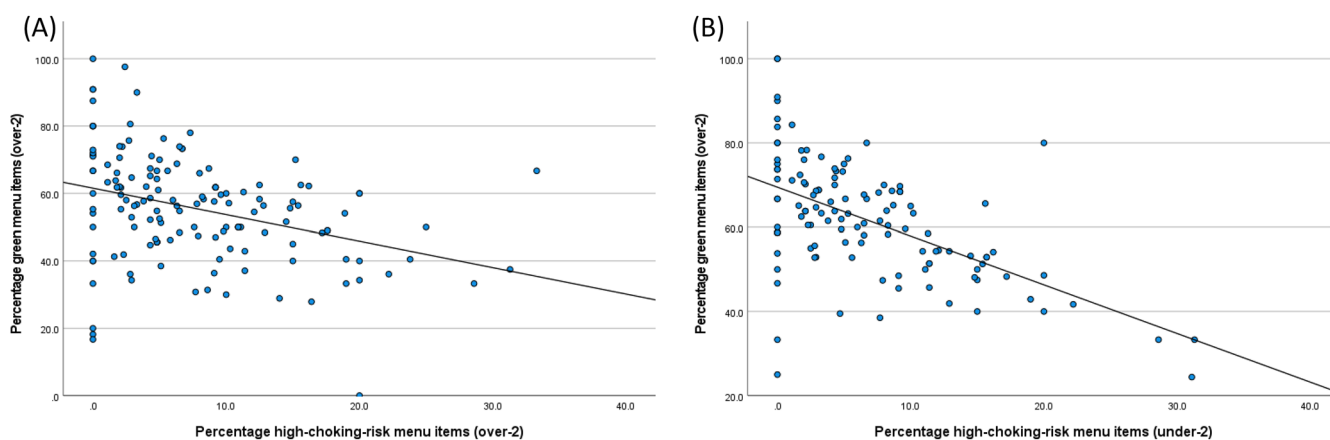 (A)
Percentage green menu items (over-2)
100.0
80.0
60.0
40.0
20.0
.0
.0 10.0 20.0 30.0 40.0
Percentage high-choking-risk menu items (over-2)
(B)
Percentage green menu items (over-2)
100.0
80.0
60.0
40.0
20.0
.0 10.0 20.0 30.0 40.0
Percentage high-choking-risk menu items (under-2)